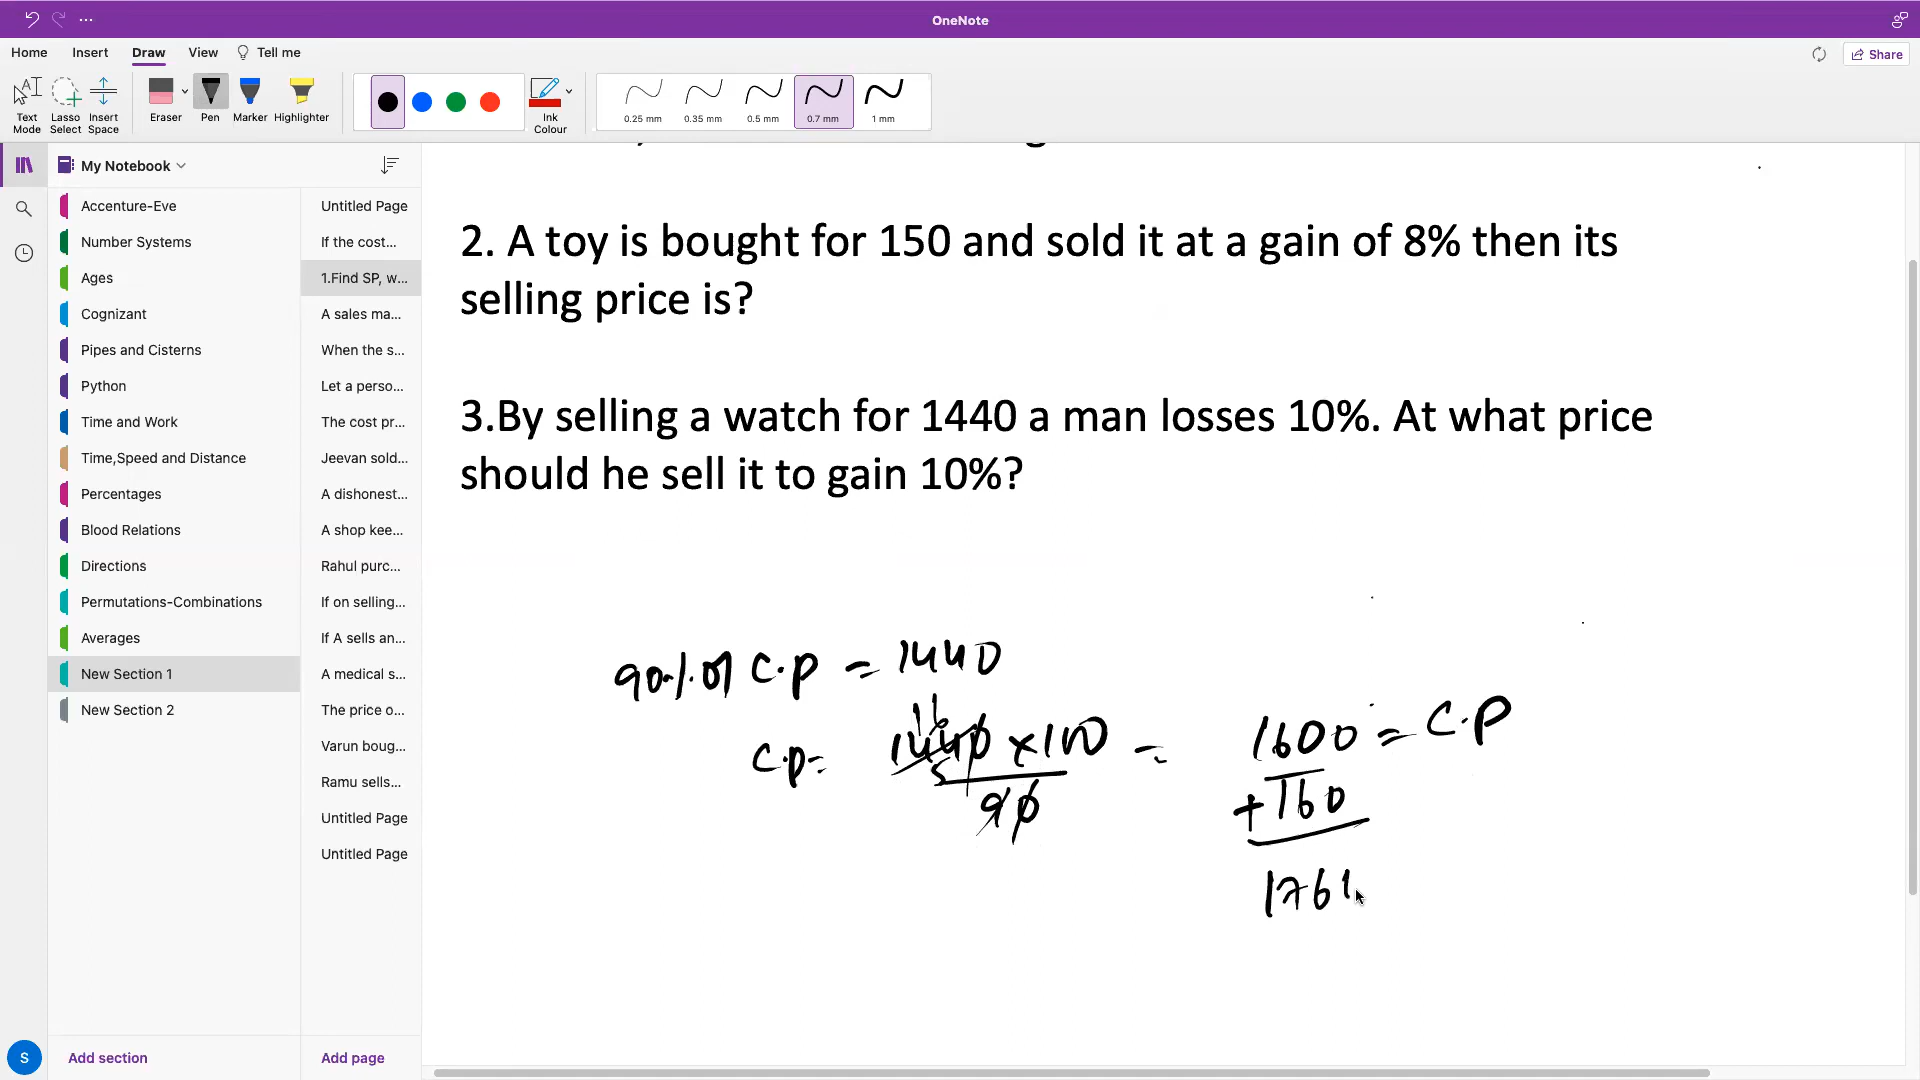 OneNote
Home Insert Draw View Tell me
Share
Text Mode
Lasso Select
Insert Space
Eraser
Pen
Marker
Highlighter
Ink Colour
0.25 mm
0.35 mm
0.5 mm
0.7 mm
1 mm
My Notebook
Accenture-Eve
Number Systems
Ages
Cognizant
Pipes and Cisterns
Python
Time and Work
Time,Speed and Distance
Percentages
Blood Relations
Directions
Permutations-Combinations
Averages
New Section 1
New Section 2
Add section
Untitled Page
If the cost...
1.Find SP, w...
A sales ma...
When the s...
Let a perso...
The cost pr...
Jeevan sold...
A dishonest...
A shop kee...
Rahul purc...
If on selling...
If A sells an...
A medical s...
The price o...
Varun boug...
Ramu sells...
Untitled Page
Untitled Page
Add page
S
2. A toy is bought for 150 and sold it at a gain of 8% then its
selling price is?
3.By selling a watch for 1440 a man losses 10%. At what price
should he sell it to gain 10%?
90% of C.P = 1440
16
C.P = 1440 × 100 = 1600 = C.P
90
+ 160
176